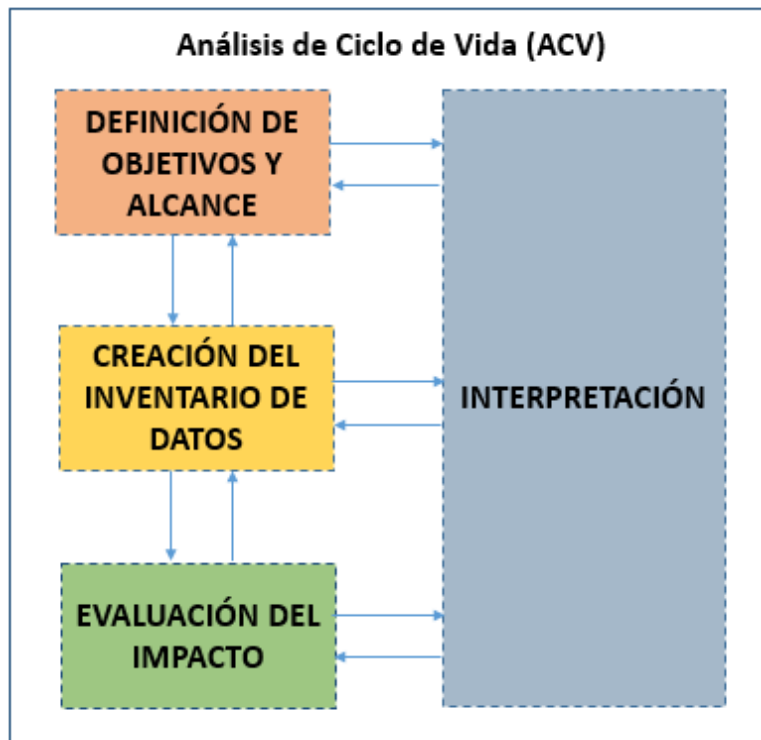 Análisis de Ciclo de Vida (ACV)
DEFINICIÓN DE
OBJETIVOS Y
ALCANCE
CREACIÓN DEL
INVENTARIO DE
DATOS
INTERPRETACIÓN
EVALUACIÓN DEL
IMPACTO